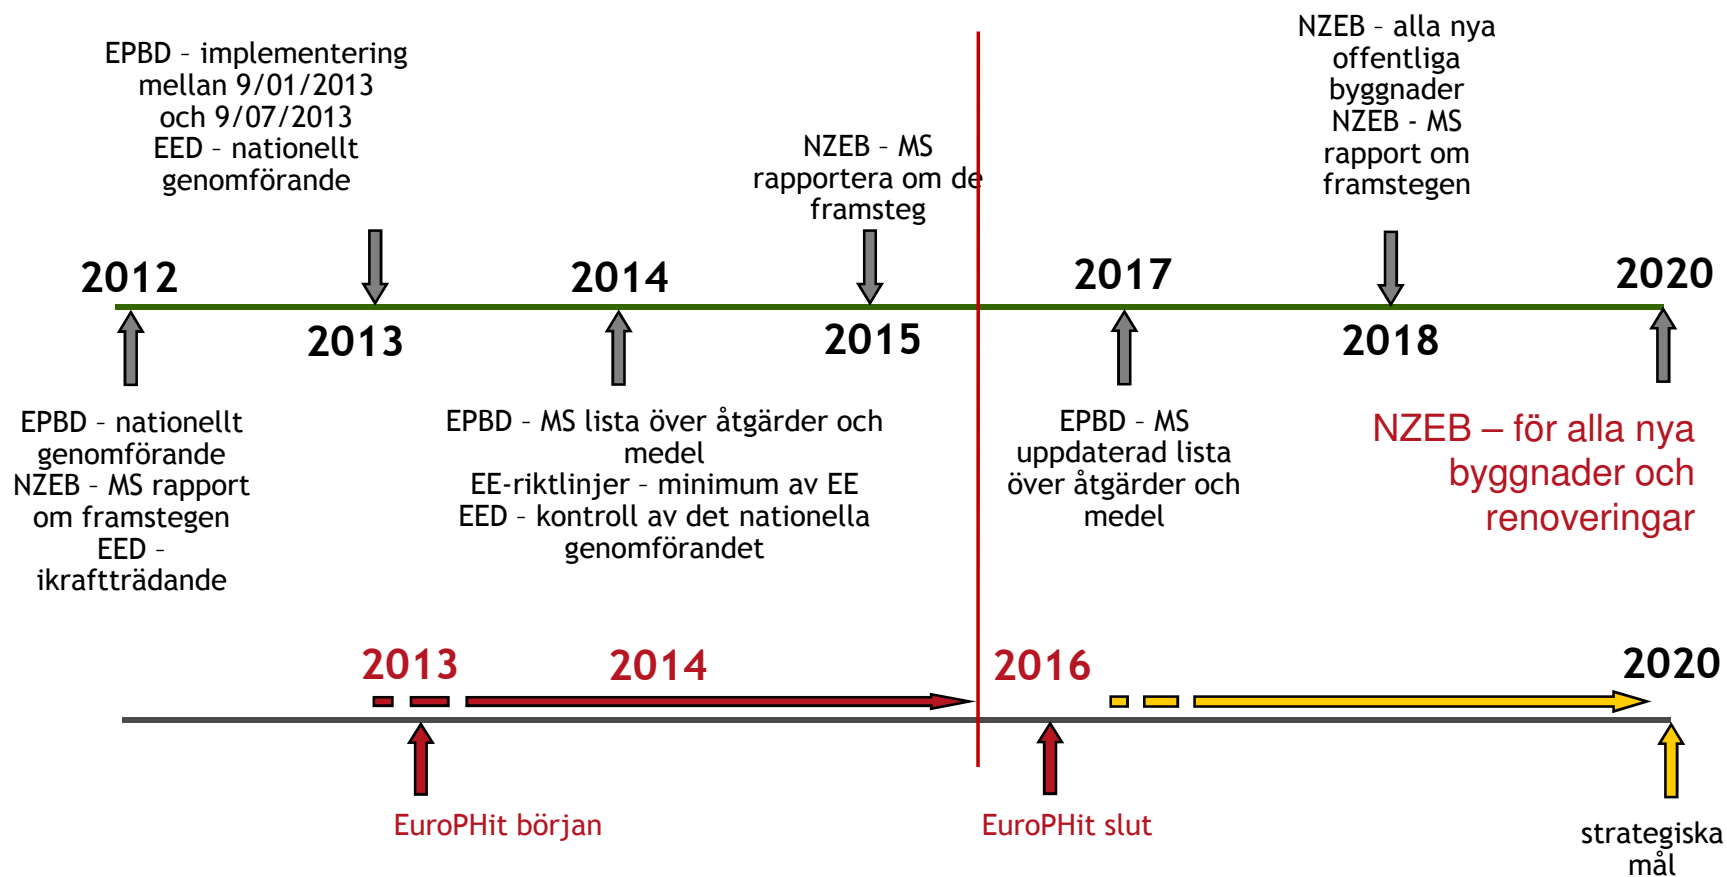 EPBD – implementering
mellan 9/01/2013
och 9/07/2013
EED – nationellt
genomförande
NZEB – MS
rapportera om de
framsteg
NZEB – alla nya
offentliga
byggnader
NZEB - MS
rapport om
framstegen
2012
2014
2017
2020
2013
2015
2018
EPBD – nationellt
genomförande
NZEB – MS rapport
om framstegen
EED –
ikraftträdande
EPBD – MS lista över åtgärder och
medel
EE-riktlinjer – minimum av EE
EED – kontroll av det nationella
genomförandet
EPBD – MS
uppdaterad lista
över åtgärder och
medel
NZEB – för alla nya
byggnader och
renoveringar
2013
2014
2016
2020
EuroPHit början
EuroPHit slut
strategiska
mål